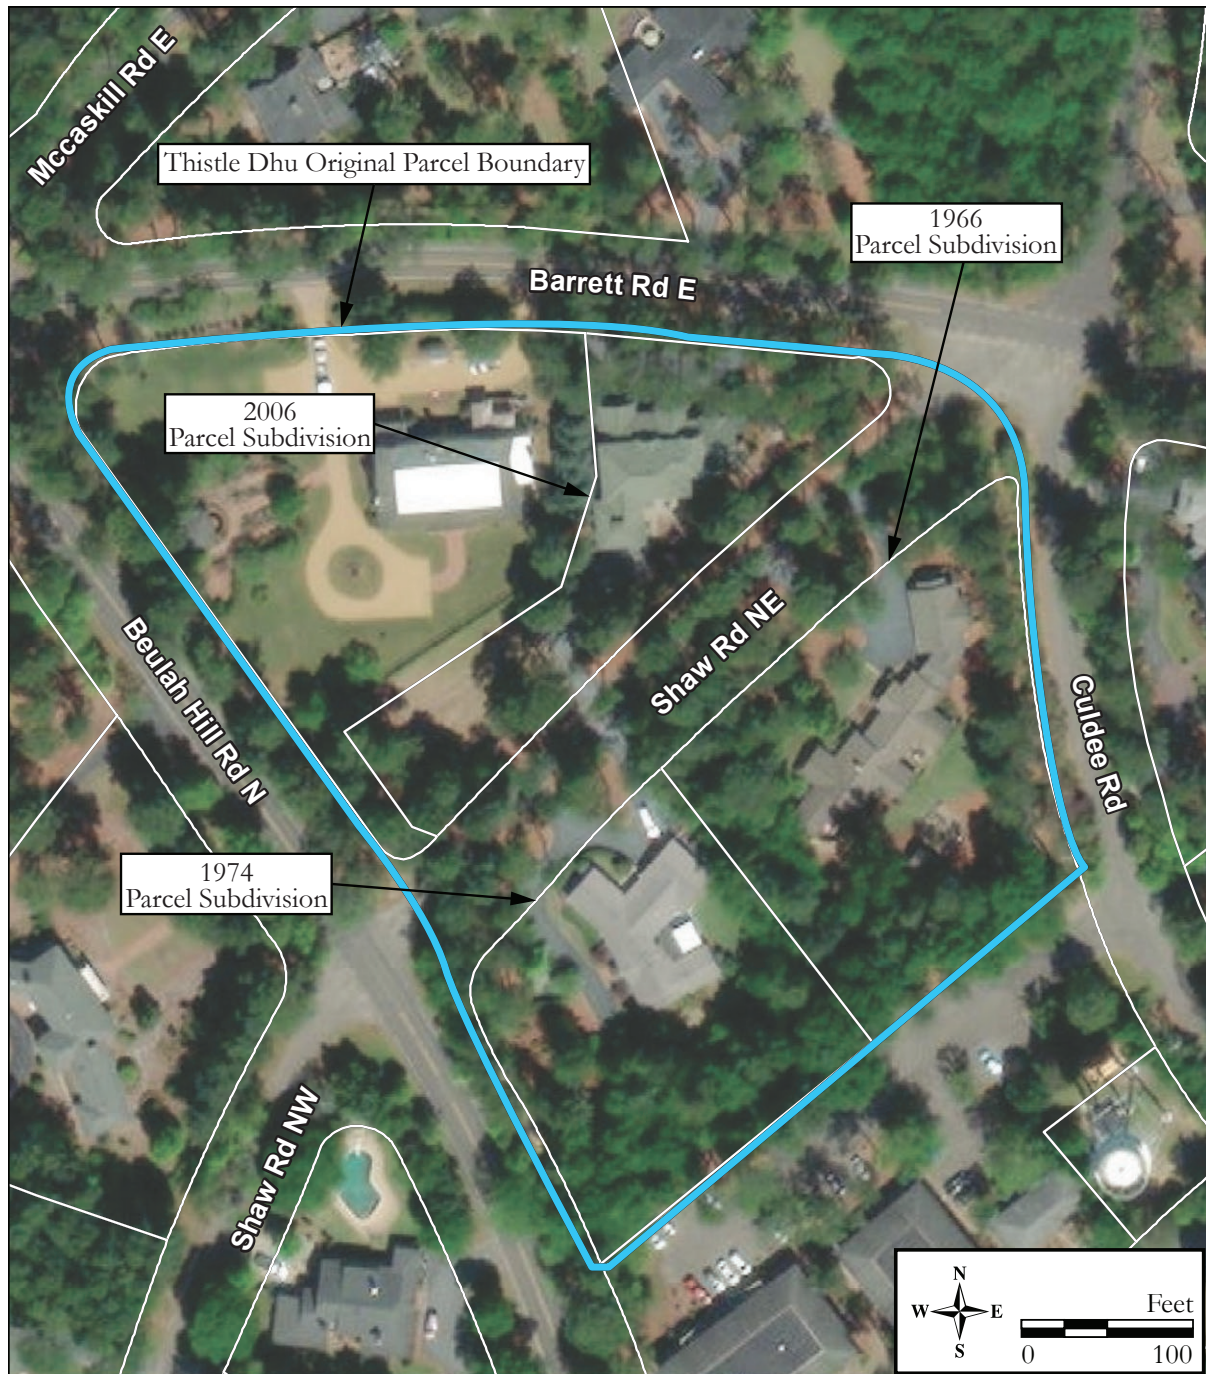 Mccaskill Rd E
Thistle Dhu Original Parcel Boundary
1966
Parcel Subdivision
Barrett Rd E
2006
Parcel Subdivision
Shaw Rd NE
Beulah Hill Rd N
Culdee Rd
1974
Parcel Subdivision
Shaw Rd NW
N
W E
S
Feet
0 100